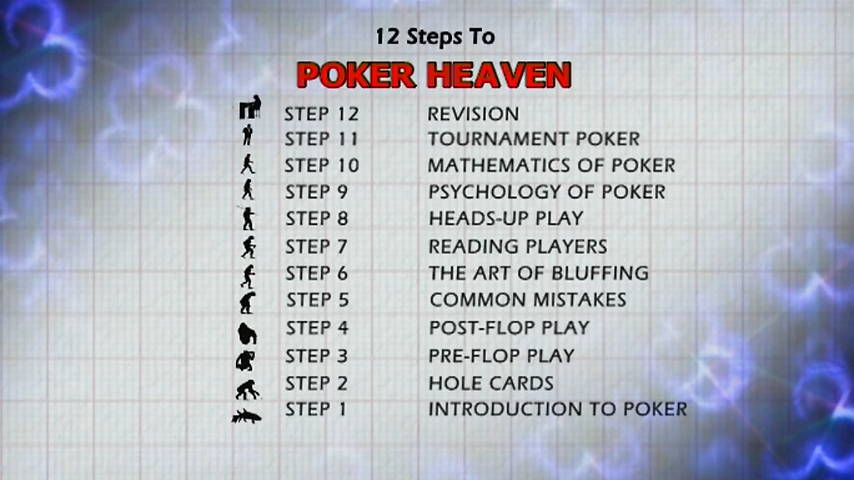 12 Steps To
POKER HEAVEN
STEP 12 REVISION
STEP 11 TOURNAMENT POKER
STEP 10 MATHEMATICS OF POKER
STEP 9 PSYCHOLOGY OF POKER
STEP 8 HEADS-UP PLAY
STEP 7 READING PLAYERS
STEP 6 THE ART OF BLUFFING
STEP 5 COMMON MISTAKES
STEP 4 POST-FLOP PLAY
STEP 3 PRE-FLOP PLAY
STEP 2 HOLE CARDS
STEP 1 INTRODUCTION TO POKER